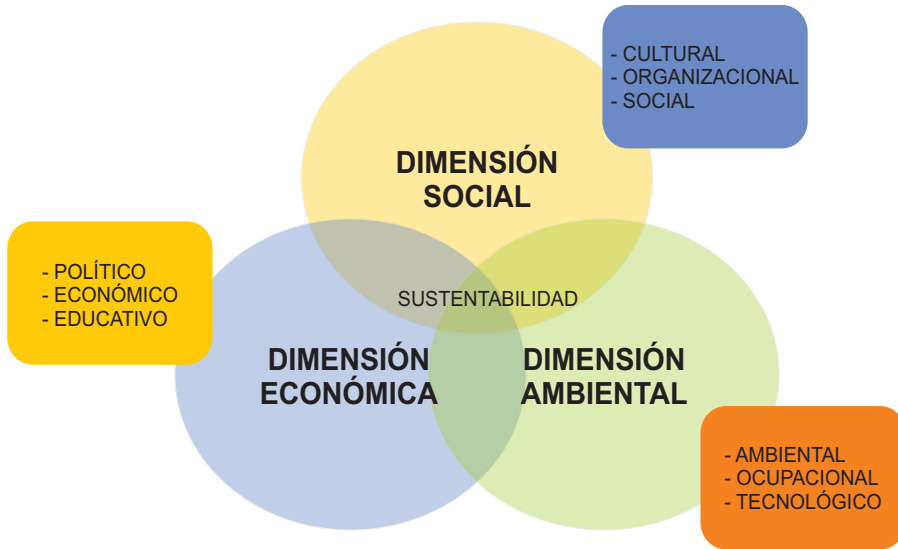 - CULTURAL
- ORGANIZACIONAL
- SOCIAL
DIMENSIÓN
SOCIAL
- POLÍTICO
- ECONÓMICO
- EDUCATIVO
SUSTENTABILIDAD
DIMENSIÓN
ECONÓMICA
DIMENSIÓN
AMBIENTAL
- AMBIENTAL
- OCUPACIONAL
- TECNOLÓGICO